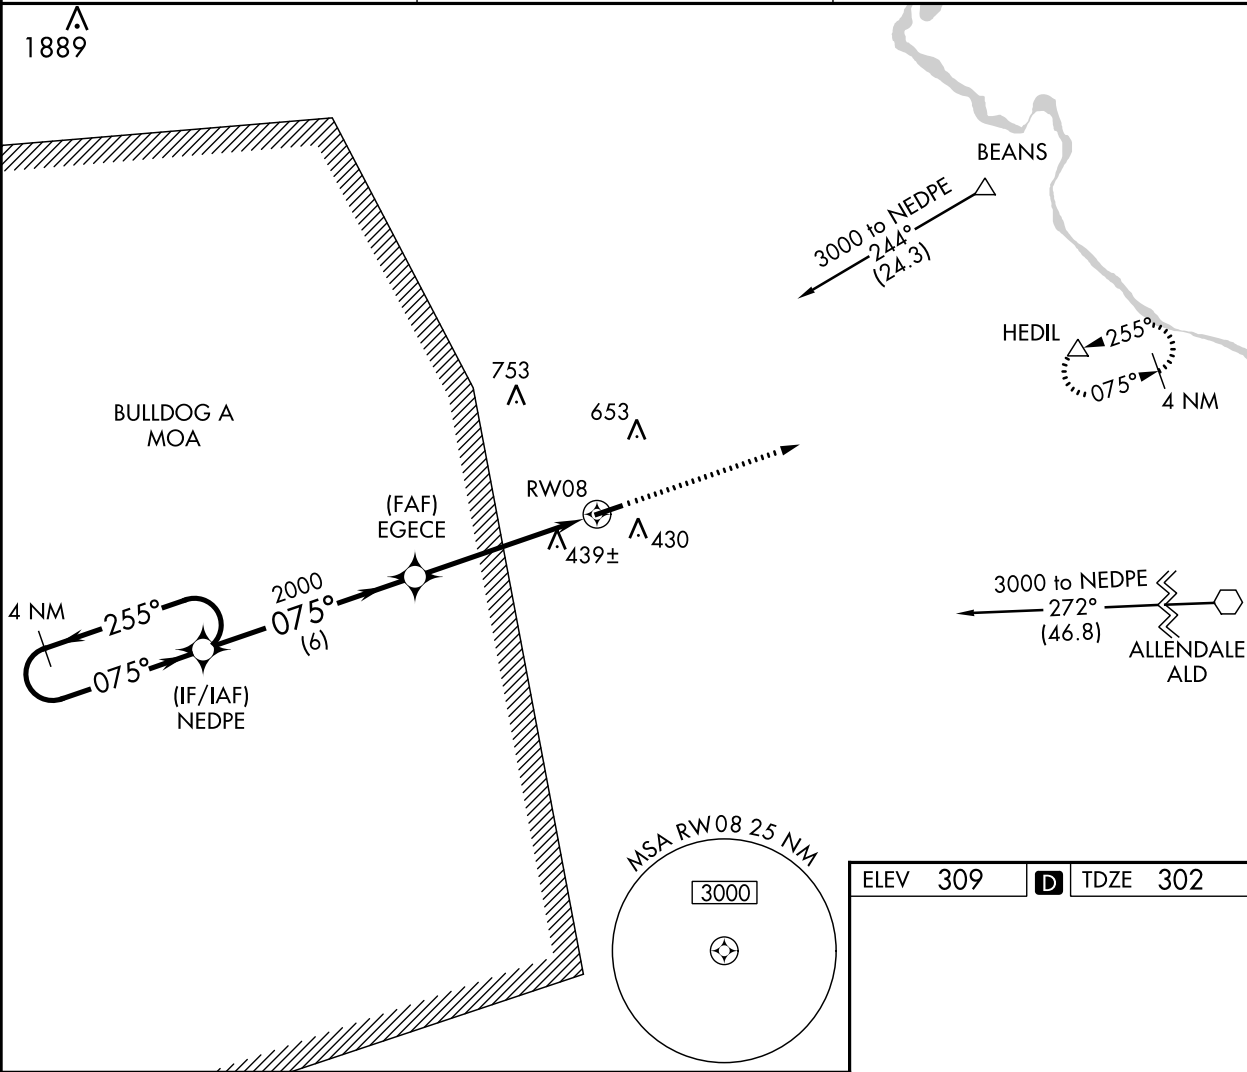 1889
BEANS
3000 to NEDPE
244°
(24.3)
HEDIL
255°
075°
4 NM
753
653
BULLDOG A
MOA
RW08
(FAF)
EGECE
439±
430
2000
075°
(6)
4 NM
255°
075°
(IF/IAF)
NEDPE
3000 to NEDPE
272°
(46.8)
ALLENDALE
ALD
MSA RW08 25 NM
3000
ELEV 309 D TDZE 302